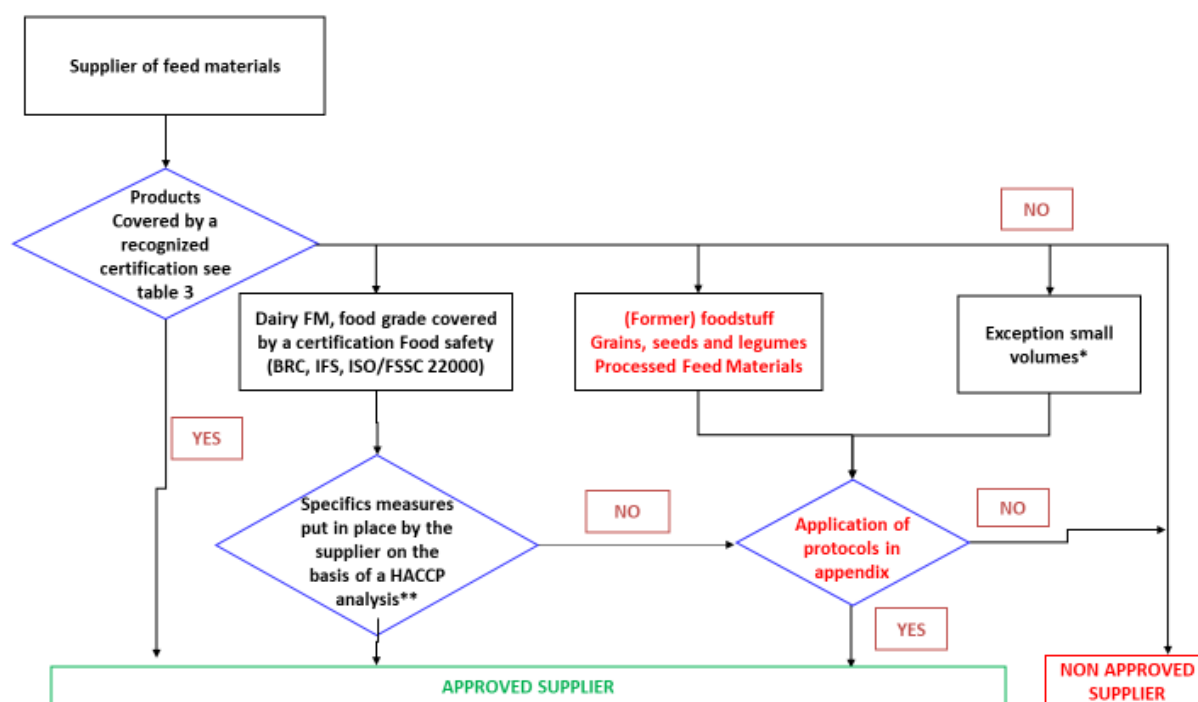 Supplier of feed materials
Products
Covered by a
recognized
certification see
table 3
NO
Dairy FM, food grade covered
by a certification Food safety
(BRC, IFS, ISO/FSSC 22000)
(Former) foodstuff
Grains, seeds and legumes
Processed Feed Materials
Exception small
volumes*
YES
Specifics measures
put in place by the
supplier on the
basis of a HACCP
analysis**
NO
Application of
protocols in
appendix
NO
YES
APPROVED SUPPLIER
NON APPROVED
SUPPLIER